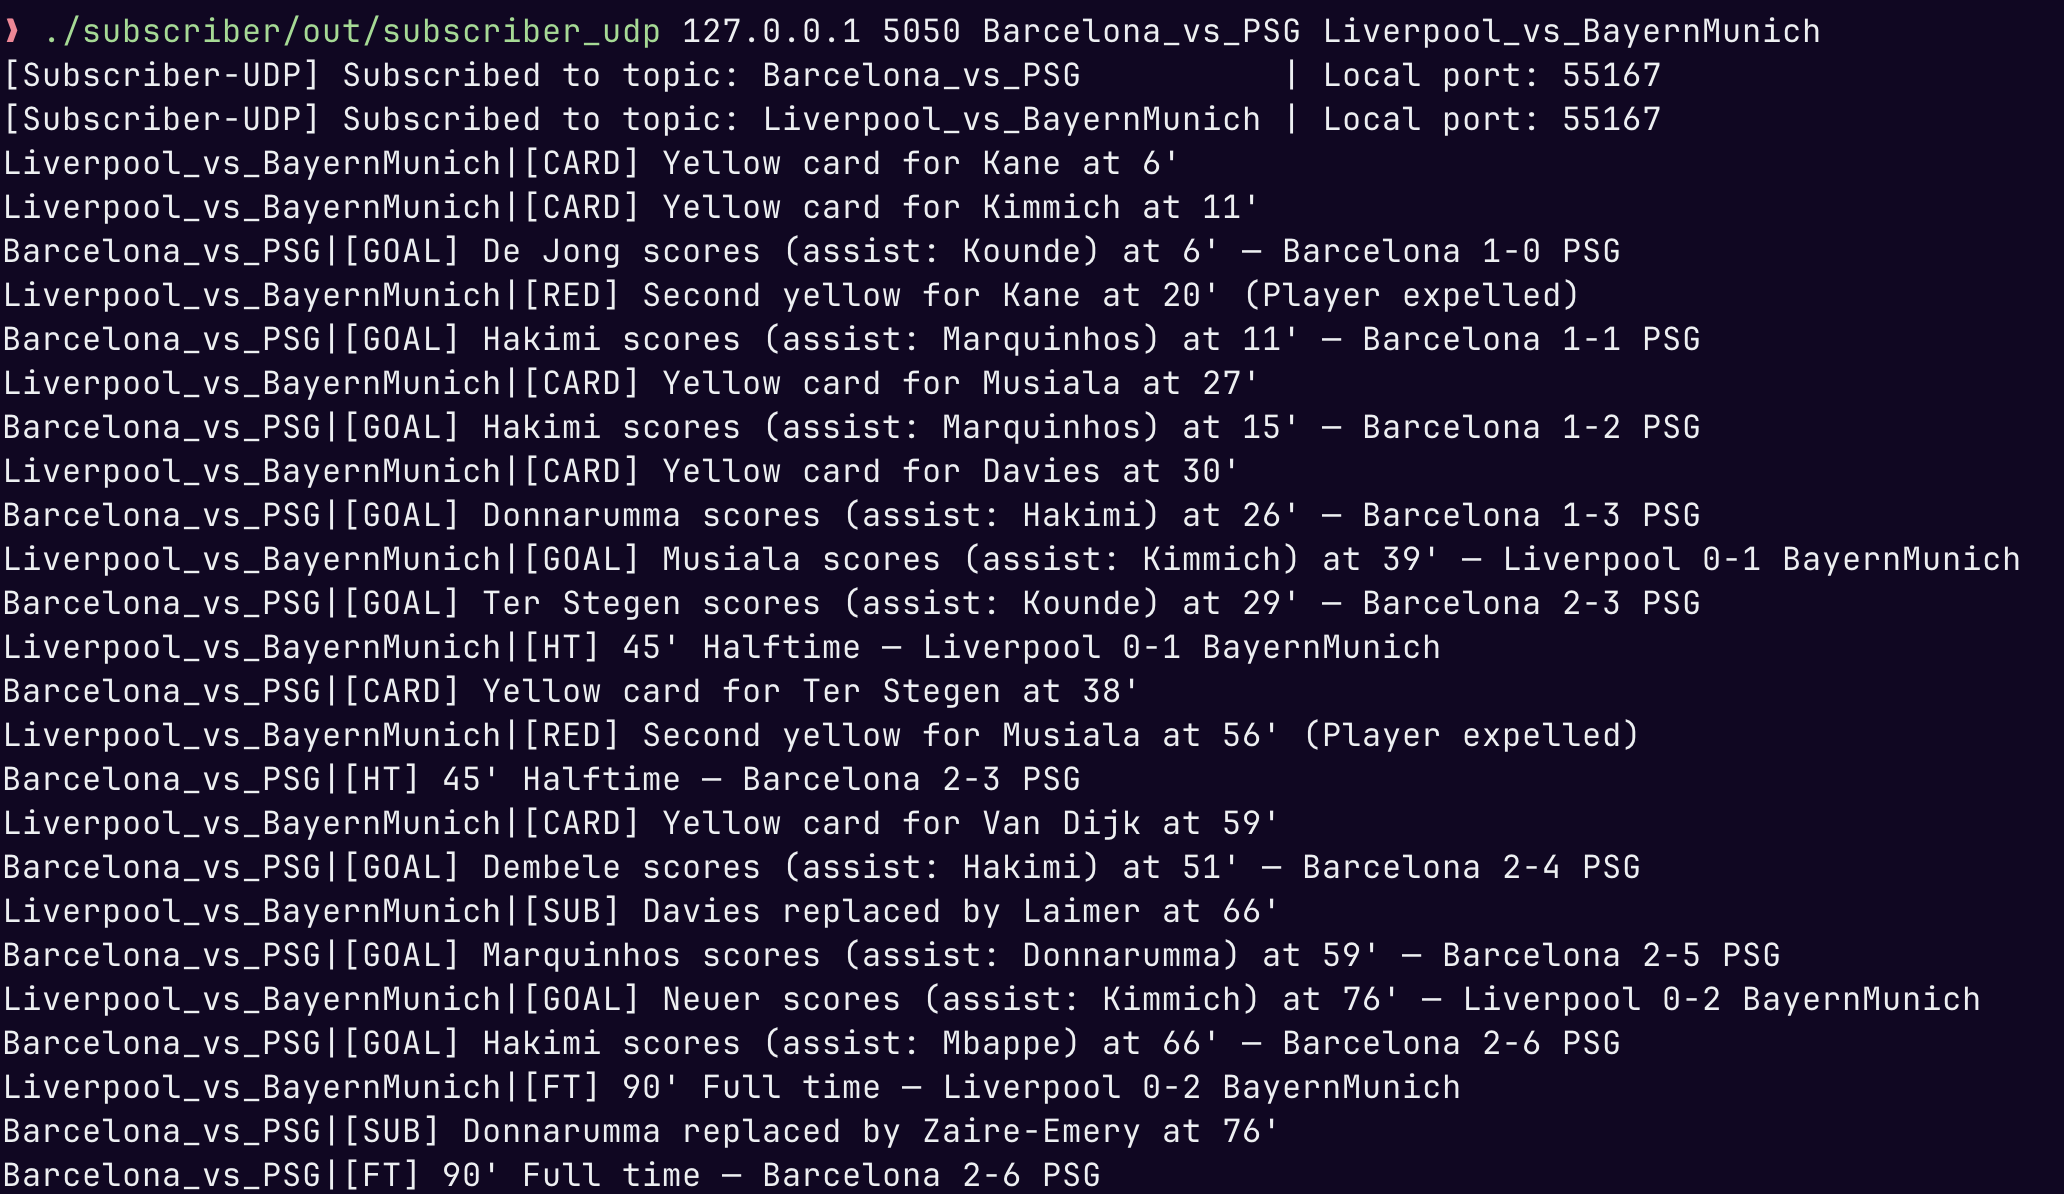 ❱ ./subscriber/out/subscriber_udp 127.0.0.1 5050 Barcelona_vs_PSG Liverpool_vs_BayernMunich
[Subscriber-UDP] Subscribed to topic: Barcelona_vs_PSG          | Local port: 55167
[Subscriber-UDP] Subscribed to topic: Liverpool_vs_BayernMunich | Local port: 55167
Liverpool_vs_BayernMunich|[CARD] Yellow card for Kane at 6'
Liverpool_vs_BayernMunich|[CARD] Yellow card for Kimmich at 11'
Barcelona_vs_PSG|[GOAL] De Jong scores (assist: Kounde) at 6' — Barcelona 1-0 PSG
Liverpool_vs_BayernMunich|[RED] Second yellow for Kane at 20' (Player expelled)
Barcelona_vs_PSG|[GOAL] Hakimi scores (assist: Marquinhos) at 11' — Barcelona 1-1 PSG
Liverpool_vs_BayernMunich|[CARD] Yellow card for Musiala at 27'
Barcelona_vs_PSG|[GOAL] Hakimi scores (assist: Marquinhos) at 15' — Barcelona 1-2 PSG
Liverpool_vs_BayernMunich|[CARD] Yellow card for Davies at 30'
Barcelona_vs_PSG|[GOAL] Donnarumma scores (assist: Hakimi) at 26' — Barcelona 1-3 PSG
Liverpool_vs_BayernMunich|[GOAL] Musiala scores (assist: Kimmich) at 39' — Liverpool 0-1 BayernMunich
Barcelona_vs_PSG|[GOAL] Ter Stegen scores (assist: Kounde) at 29' — Barcelona 2-3 PSG
Liverpool_vs_BayernMunich|[HT] 45' Halftime — Liverpool 0-1 BayernMunich
Barcelona_vs_PSG|[CARD] Yellow card for Ter Stegen at 38'
Liverpool_vs_BayernMunich|[RED] Second yellow for Musiala at 56' (Player expelled)
Barcelona_vs_PSG|[HT] 45' Halftime — Barcelona 2-3 PSG
Liverpool_vs_BayernMunich|[CARD] Yellow card for Van Dijk at 59'
Barcelona_vs_PSG|[GOAL] Dembele scores (assist: Hakimi) at 51' — Barcelona 2-4 PSG
Liverpool_vs_BayernMunich|[SUB] Davies replaced by Laimer at 66'
Barcelona_vs_PSG|[GOAL] Marquinhos scores (assist: Donnarumma) at 59' — Barcelona 2-5 PSG
Liverpool_vs_BayernMunich|[GOAL] Neuer scores (assist: Kimmich) at 76' — Liverpool 0-2 BayernMunich
Barcelona_vs_PSG|[GOAL] Hakimi scores (assist: Mbappe) at 66' — Barcelona 2-6 PSG
Liverpool_vs_BayernMunich|[FT] 90' Full time — Liverpool 0-2 BayernMunich
Barcelona_vs_PSG|[SUB] Donnarumma replaced by Zaire-Emery at 76'
Barcelona_vs_PSG|[FT] 90' Full time — Barcelona 2-6 PSG